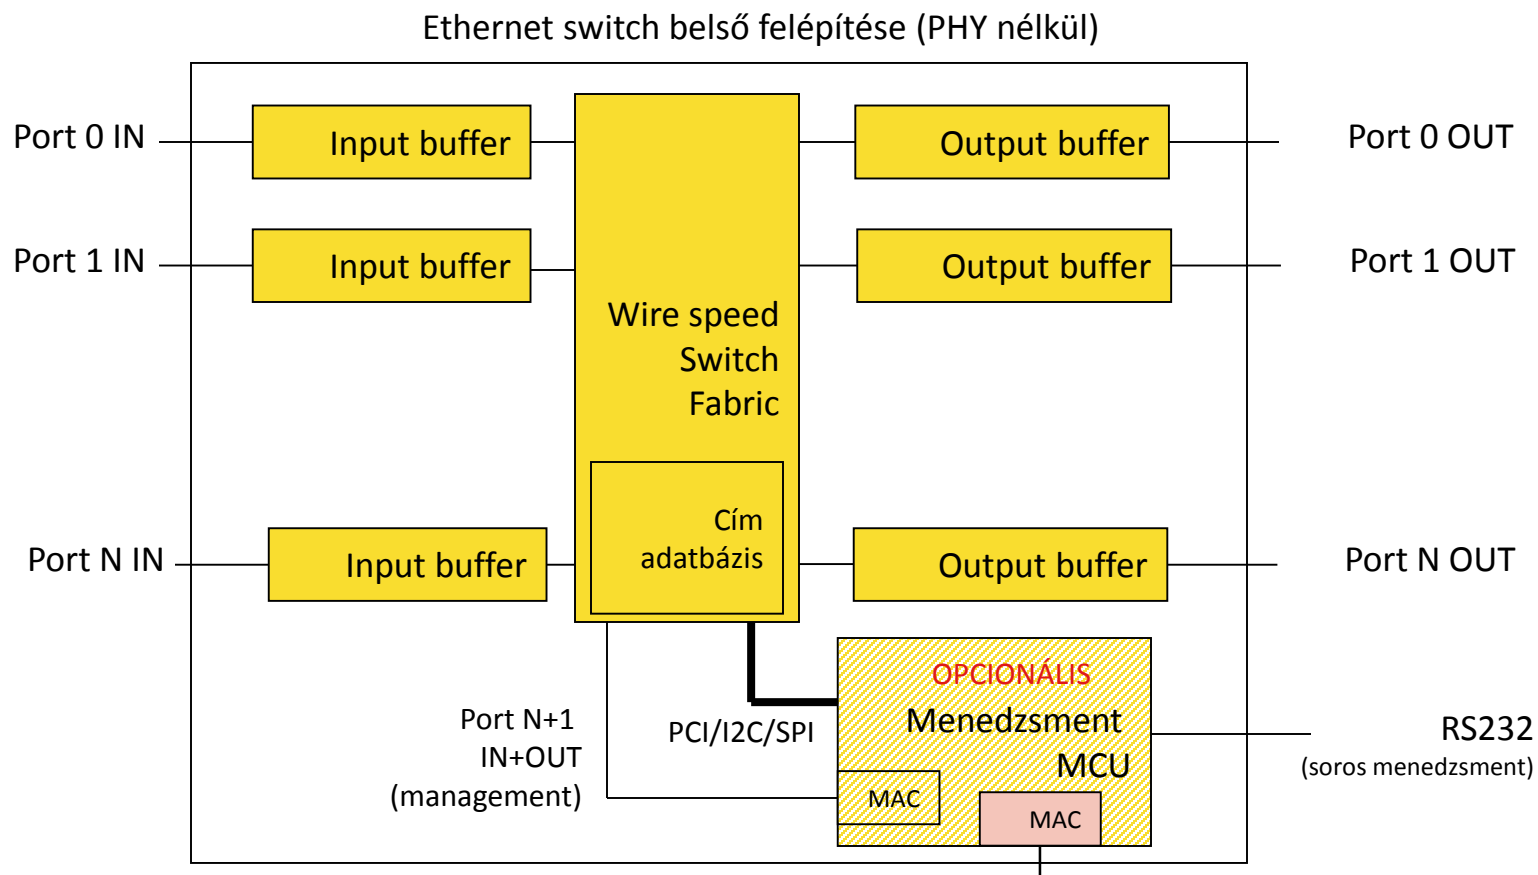 Ethernet switch belső felépítése (PHY nélkül)
Port 0 IN
Input buffer
Output buffer
Port 0 OUT
Port 1 IN
Input buffer
Output buffer
Port 1 OUT
Wire speed
Switch
Fabric
Cím
adatbázis
Port N IN
Input buffer
Output buffer
Port N OUT
OPCIONÁLIS
Menedzsment
MCU
Port N+1
IN+OUT
(management)
PCI/I2C/SPI
RS232
(soros menedzsment)
MAC
MAC